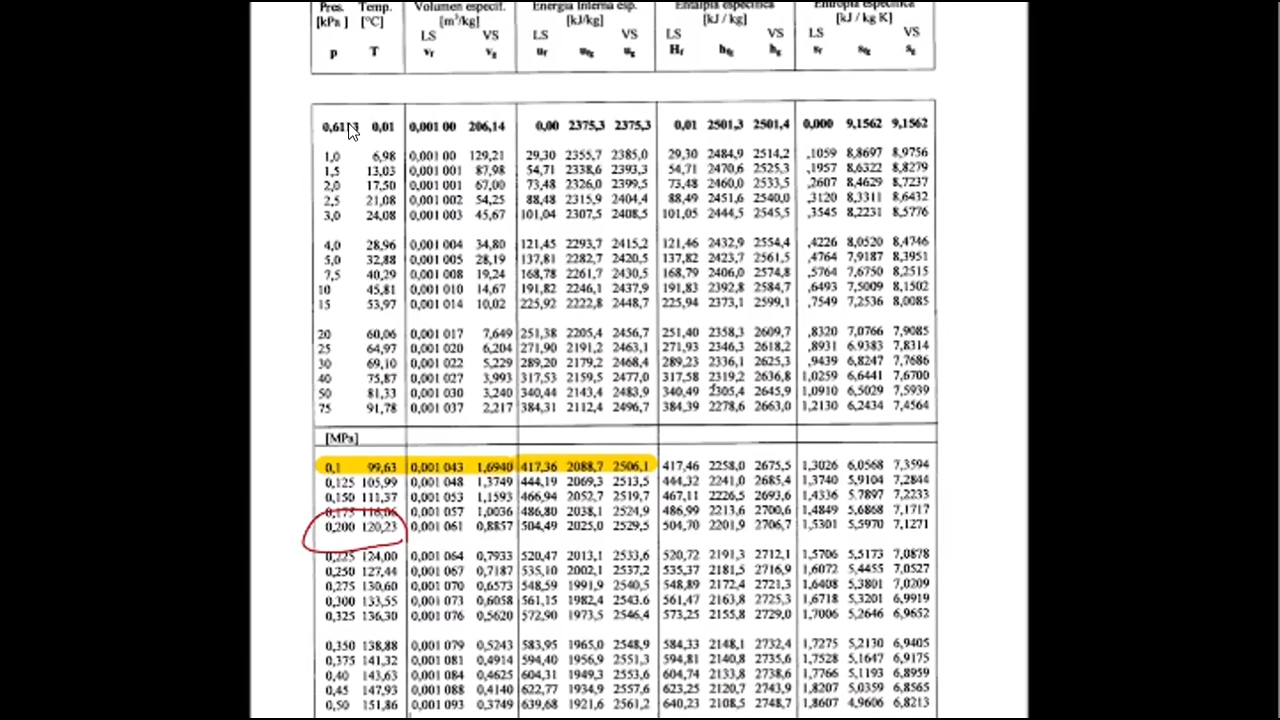 Pres. Temp. Volumen especif. Energía Interna esp. Entalpía específica Entropía específica
[kPa ] [°C] [m³/kg] [kJ/kg] [kJ / kg] [kJ / kg K]
LS VS LS VS LS VS LS VS
p T vf vg uf ufg ug Hf hfg hg sf sfg sg
0,6113 0,01 0,001 00 206,14 0,00 2375,3 2375,3 0,01 2501,3 2501,4 0,000 9,1562 9,1562
1,0 6,98 0,001 00 129,21 29,30 2355,7 2385,0 29,30 2484,9 2514,2 ,1059 8,8697 8,9756
1,5 13,03 0,001 001 87,98 54,71 2338,6 2393,3 54,71 2470,6 2525,3 ,1957 8,6322 8,8279
2,0 17,50 0,001 001 67,00 73,48 2326,0 2399,5 73,48 2460,0 2533,5 ,2607 8,4629 8,7237
2,5 21,08 0,001 002 54,25 88,48 2315,9 2404,4 88,49 2451,6 2540,0 ,3120 8,3311 8,6432
3,0 24,08 0,001 003 45,67 101,04 2307,5 2408,5 101,05 2444,5 2545,5 ,3545 8,2231 8,5776
4,0 28,96 0,001 004 34,80 121,45 2293,7 2415,2 121,46 2432,9 2554,4 ,4226 8,0520 8,4746
5,0 32,88 0,001 005 28,19 137,81 2282,7 2420,5 137,82 2423,7 2561,5 ,4764 7,9187 8,3951
7,5 40,29 0,001 008 19,24 168,78 2261,7 2430,5 168,79 2406,0 2574,8 ,5764 7,6750 8,2515
10 45,81 0,001 010 14,67 191,82 2246,1 2437,9 191,83 2392,8 2584,7 ,6493 7,5009 8,1502
15 53,97 0,001 014 10,02 225,92 2222,8 2448,7 225,94 2373,1 2599,1 ,7549 7,2536 8,0085
20 60,06 0,001 017 7,649 251,38 2205,4 2456,7 251,40 2358,3 2609,7 ,8320 7,0766 7,9085
25 64,97 0,001 020 6,204 271,90 2191,2 2463,1 271,93 2346,3 2618,2 ,8931 6,9383 7,8314
30 69,10 0,001 022 5,229 289,20 2179,2 2468,4 289,23 2336,1 2625,3 ,9439 6,8247 7,7686
40 75,87 0,001 027 3,993 317,53 2159,5 2477,0 317,58 2319,2 2636,8 1,0259 6,6441 7,6700
50 81,33 0,001 030 3,240 340,44 2143,4 2483,9 340,49 2305,4 2645,9 1,0910 6,5029 7,5939
75 91,78 0,001 037 2,217 384,31 2112,4 2496,7 384,39 2278,6 2663,0 1,2130 6,2434 7,4564
[MPa]
0,1 99,63 0,001 043 1,6940 417,36 2088,7 2506,1 417,46 2258,0 2675,5 1,3026 6,0568 7,3594
0,125 105,99 0,001 048 1,3749 444,19 2069,3 2513,5 444,32 2241,0 2685,4 1,3740 5,9104 7,2844
0,150 111,37 0,001 053 1,1593 466,94 2052,7 2519,7 467,11 2226,5 2693,6 1,4336 5,7897 7,2233
0,175 116,06 0,001 057 1,0036 486,80 2038,1 2524,9 486,99 2213,6 2700,6 1,4849 5,6868 7,1717
0,200 120,23 0,001 061 0,8857 504,49 2025,0 2529,5 504,70 2201,9 2706,7 1,5301 5,5970 7,1271
0,225 124,00 0,001 064 0,7933 520,47 2013,1 2533,6 520,72 2191,3 2712,1 1,5706 5,5173 7,0878
0,250 127,44 0,001 067 0,7187 535,10 2002,1 2537,2 535,37 2181,5 2716,9 1,6072 5,4455 7,0527
0,275 130,60 0,001 070 0,6573 548,59 1991,9 2540,5 548,89 2172,4 2721,3 1,6408 5,3801 7,0209
0,300 133,55 0,001 073 0,6058 561,15 1982,4 2543,6 561,47 2163,8 2725,3 1,6718 5,3201 6,9919
0,325 136,30 0,001 076 0,5620 572,90 1973,5 2546,4 573,25 2155,8 2729,0 1,7006 5,2646 6,9652
0,350 138,88 0,001 079 0,5243 583,95 1965,0 2548,9 584,33 2148,1 2732,4 1,7275 5,2130 6,9405
0,375 141,32 0,001 081 0,4914 594,40 1956,9 2551,3 594,81 2140,8 2735,6 1,7528 5,1647 6,9175
0,40 143,63 0,001 084 0,4625 604,31 1949,3 2553,6 604,74 2133,8 2738,6 1,7766 5,1193 6,8959
0,45 147,93 0,001 088 0,4140 622,77 1934,9 2557,6 623,25 2120,7 2743,9 1,8207 5,0359 6,8565
0,50 151,86 0,001 093 0,3749 639,68 1921,6 2561,2 640,23 2108,5 2748,7 1,8607 4,9606 6,8213